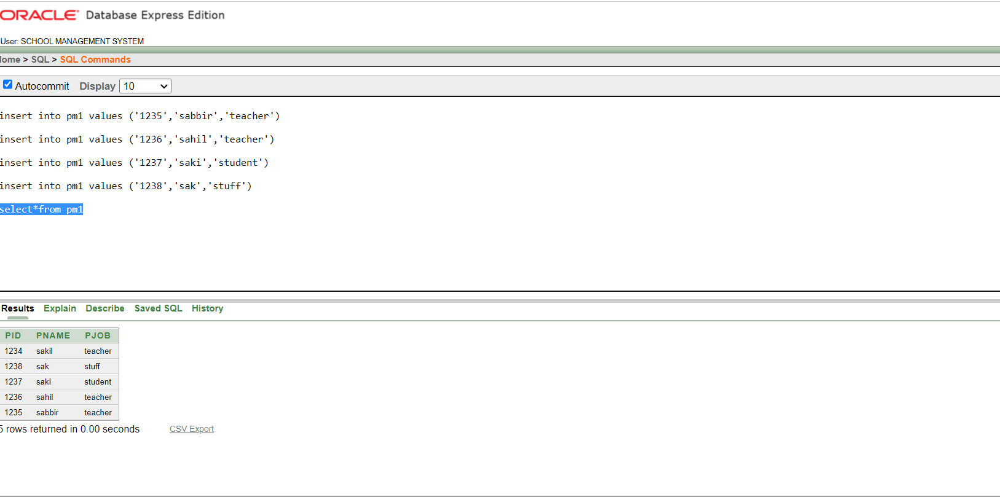 ORACLE Database Express Edition
User: SCHOOL MANAGEMENT SYSTEM
ome > SQL > SQL Commands
Autocommit Display 10
insert into pm1 values ('1235','sabbir','teacher')
insert into pm1 values ('1236','sahil','teacher')
insert into pm1 values ('1237','saki','student')
insert into pm1 values ('1238','sak','stuff')
select*from pm1
Results Explain Describe Saved SQL History
PID PNAME PJOB
1234 sakil teacher
1238 sak stuff
1237 saki student
1236 sahil teacher
1235 sabbir teacher
5 rows returned in 0.00 seconds CSV Export